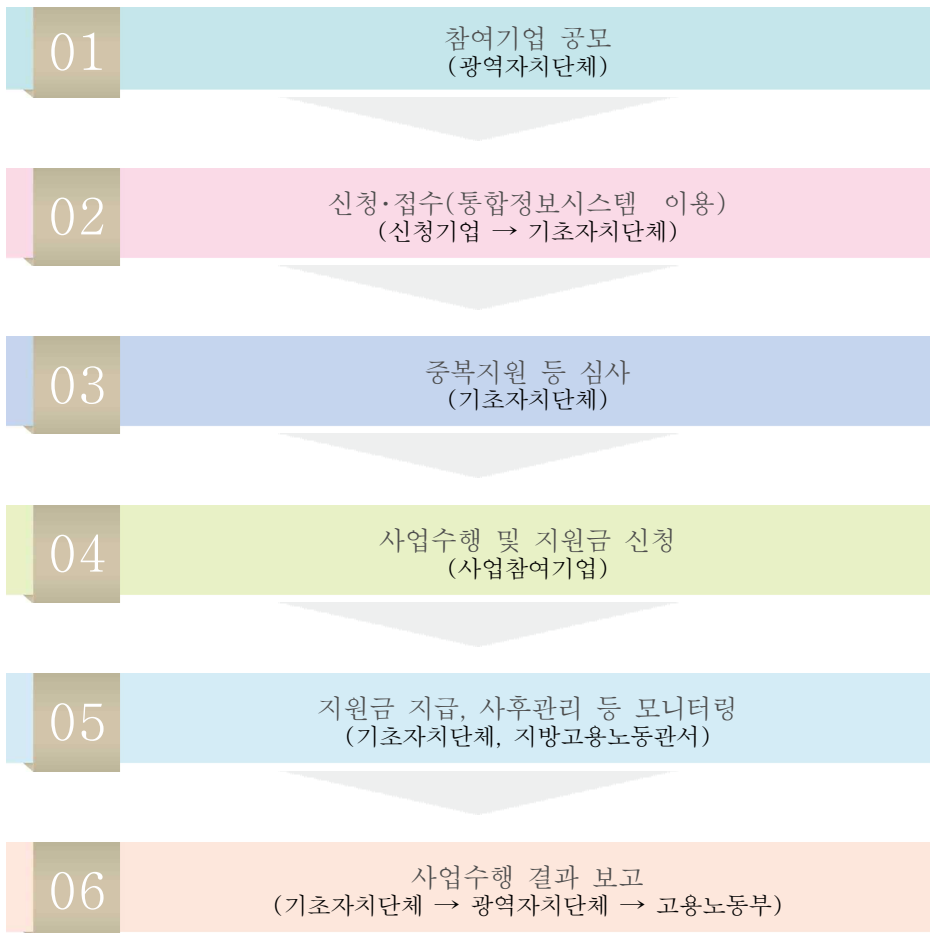 01
참여기업 공모
(광역자치단체)
02
신청·접수(통합정보시스템 이용)
(신청기업 → 기초자치단체)
03
중복지원 등 심사
(기초자치단체)
04
사업수행 및 지원금 신청
(사업참여기업)
05
지원금 지급, 사후관리 등 모니터링
(기초자치단체, 지방고용노동관서)
06
사업수행 결과 보고
(기초자치단체 → 광역자치단체 → 고용노동부)